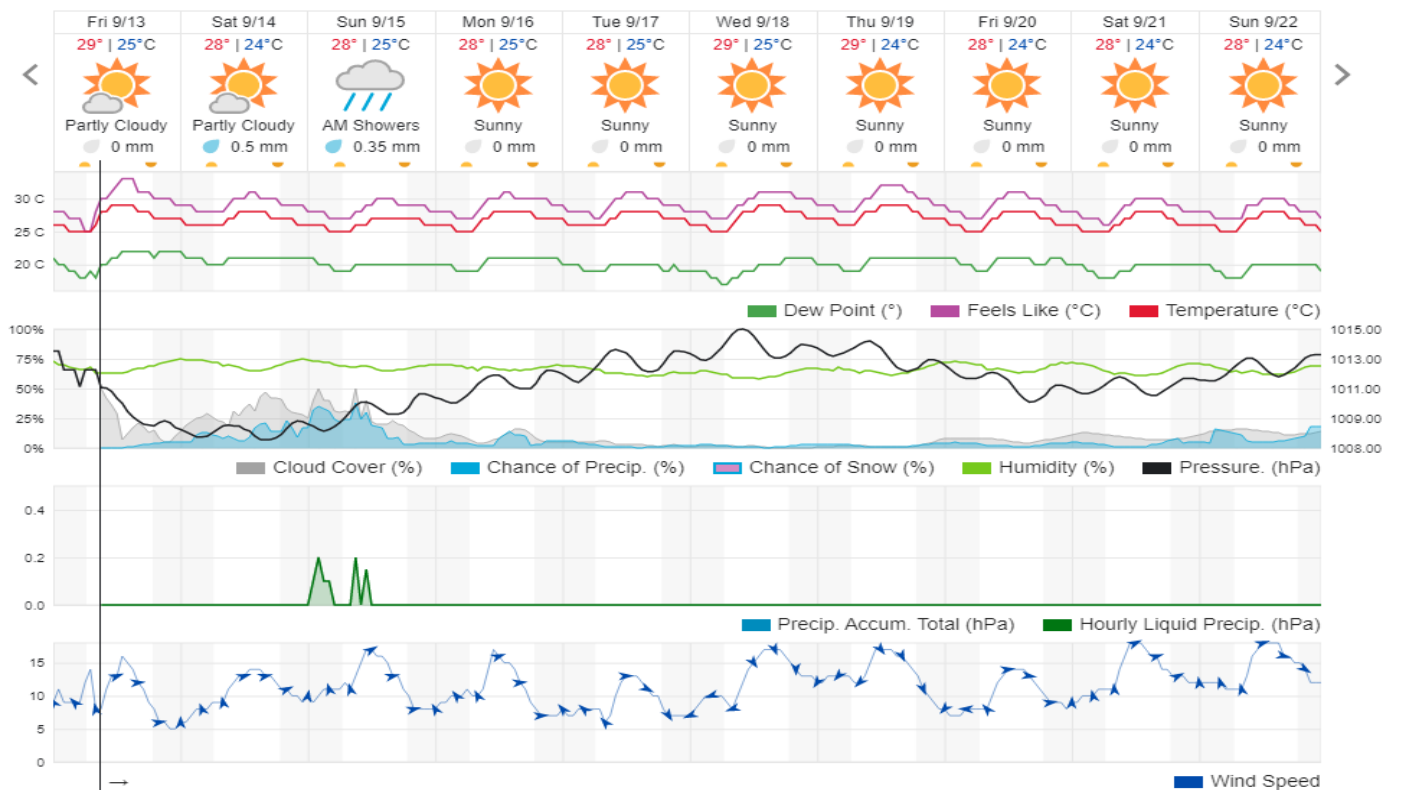 Fri 9/13 Sat 9/14 Sun 9/15 Mon 9/16 Tue 9/17 Wed 9/18 Thu 9/19 Fri 9/20 Sat 9/21 Sun 9/22
29° | 25°C 28° | 24°C 28° | 25°C 28° | 25°C 28° | 25°C 29° | 25°C 29° | 24°C 28° | 24°C 28° | 24°C 28° | 24°C
Partly Cloudy Partly Cloudy AM Showers Sunny Sunny Sunny Sunny Sunny Sunny Sunny
0 mm 0.5 mm 0.35 mm 0 mm 0 mm 0 mm 0 mm 0 mm 0 mm 0 mm
30 C
25 C
20 C
Dew Point (°) Feels Like (°C) Temperature (°C)
100% 1015.00
75% 1013.00
50% 1011.00
25% 1009.00
0% 1008.00
Cloud Cover (%) Chance of Precip. (%) Chance of Snow (%) Humidity (%) Pressure. (hPa)
0.4
0.2
0.0
Precip. Accum. Total (hPa) Hourly Liquid Precip. (hPa)
15
10
5
0
Wind Speed